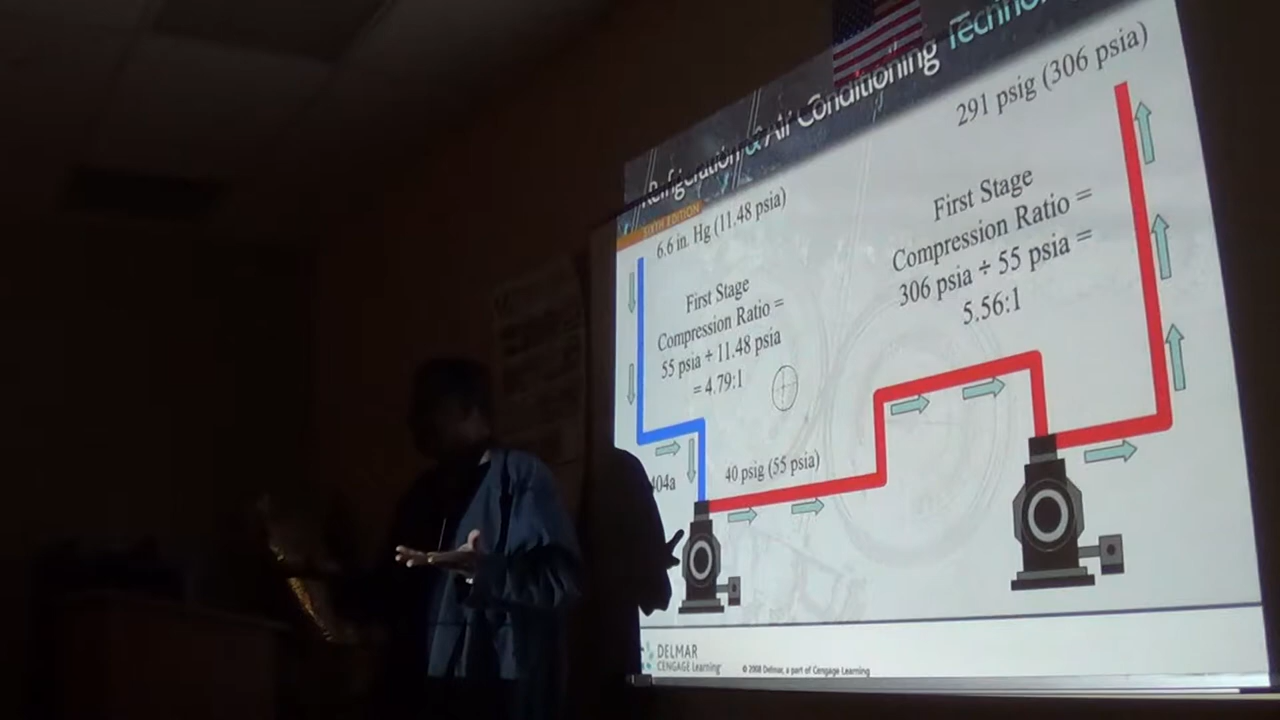 Refrigeration & Air Conditioning
SIXTH EDITION
6.6 in. Hg (11.48 psia)
291 psig (306 psia)
First Stage
Compression Ratio =
55 psia ÷ 11.48 psia
= 4.79:1
First Stage
Compression Ratio =
306 psia ÷ 55 psia =
5.56:1
404a
40 psig (55 psia)
DELMAR
CENGAGE Learning
© 2008 Delmar, a part of Cengage Learning